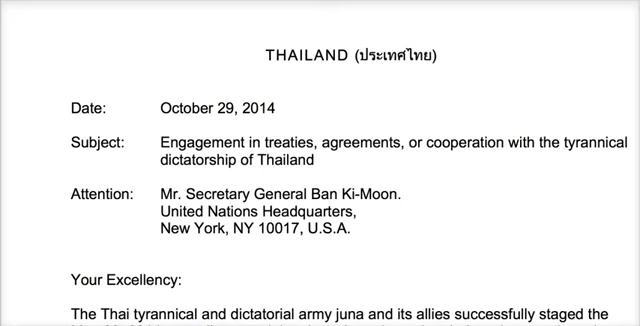 THAILAND (ประเทศไทย)
Date: October 29, 2014
Subject: Engagement in treaties, agreements, or cooperation with the tyrannical
dictatorship of Thailand
Attention: Mr. Secretary General Ban Ki-Moon.
United Nations Headquarters,
New York, NY 10017, U.S.A.
Your Excellency:
The Thai tyrannical and dictatorial army juna and its allies successfully staged the